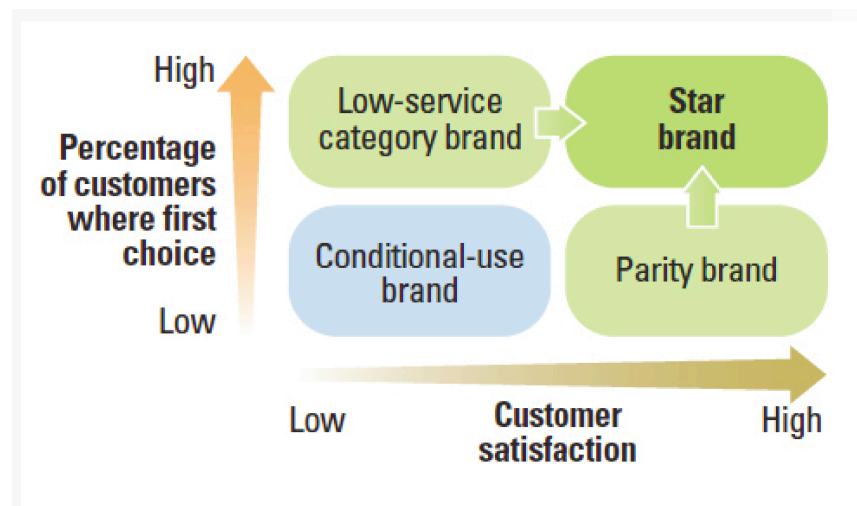 High
Percentage
of customers
where first
choice
Low
Low-service
category brand
Star
brand
Conditional-use
brand
Parity brand
Low
Customer
satisfaction
High